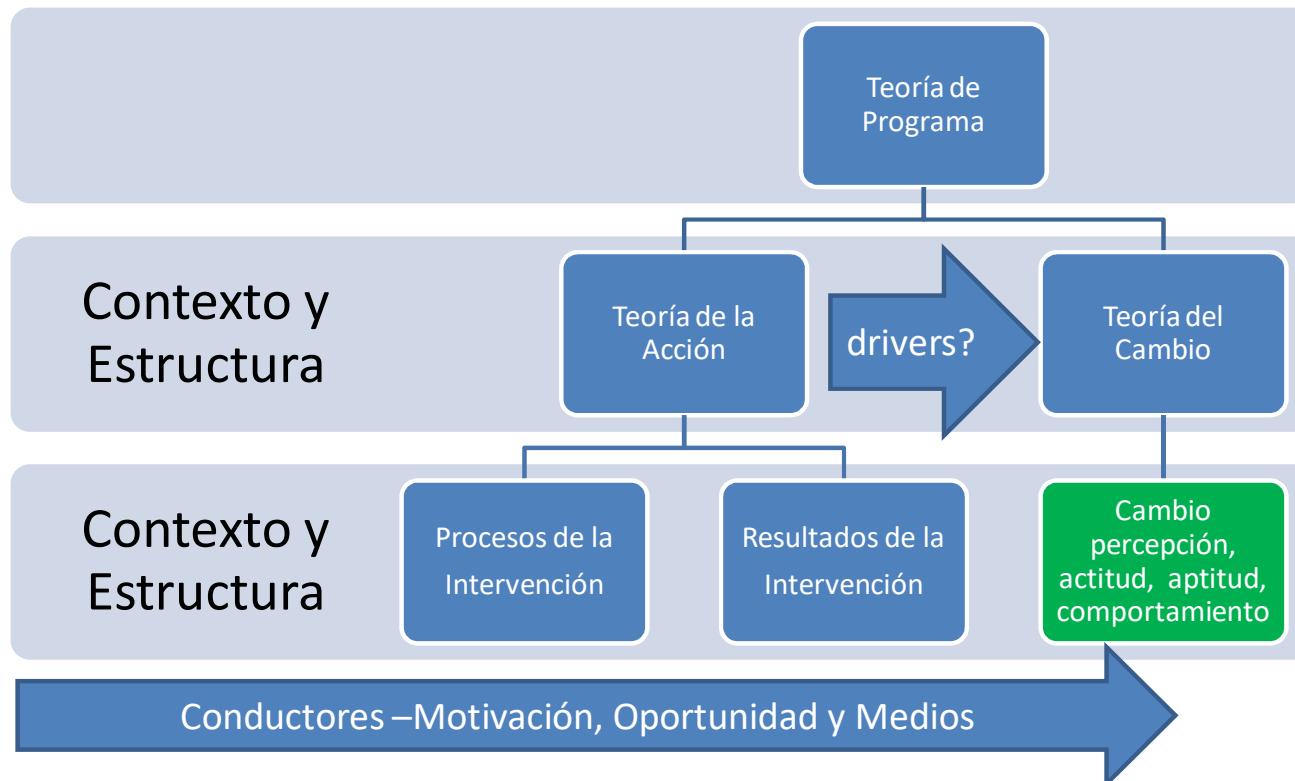 Teoría de
Programa
Contexto y
Estructura
Teoría de la
Acción
drivers?
Teoría del
Cambio
Contexto y
Estructura
Procesos de la
Intervención
Resultados de la
Intervención
Cambio
percepción,
actitud, aptitud,
comportamiento
Conductores –Motivación, Oportunidad y Medios